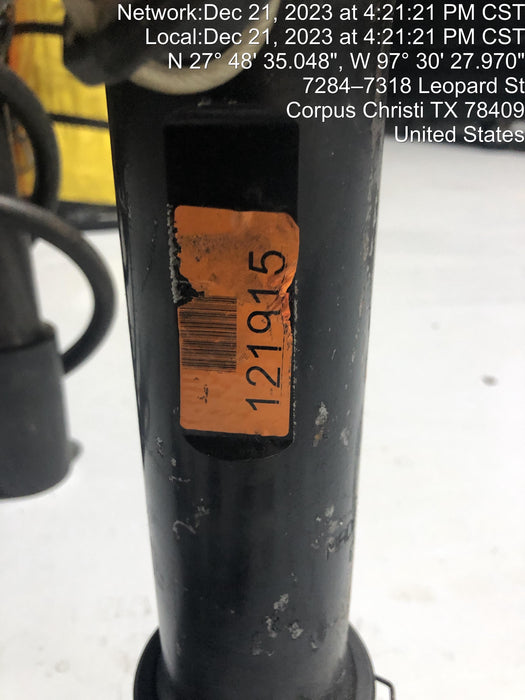 Network:Dec 21, 2023 at 4:21:21 PM CST
Local:Dec 21, 2023 at 4:21:21 PM CST
N 27° 48' 35.048", W 97° 30' 27.970"
7284–7318 Leopard St
Corpus Christi TX 78409
United States
121915